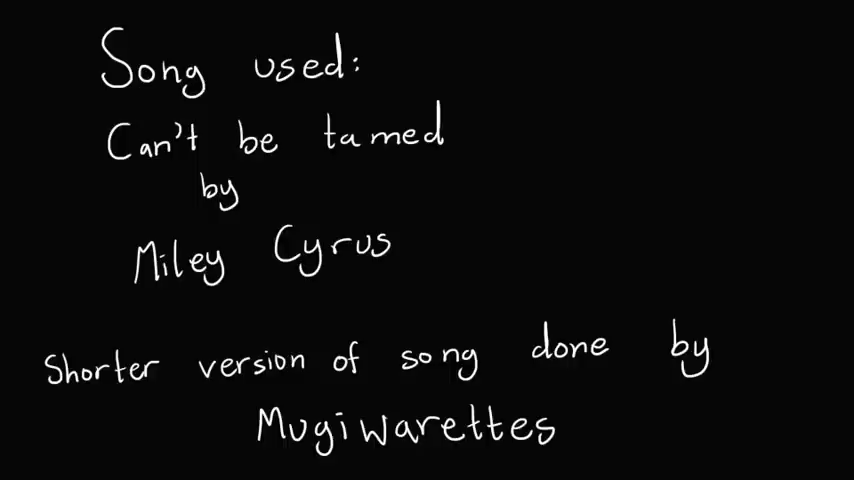 Song used:
Can't be tamed
by
Miley Cyrus
Shorter version of song done by
Mugiwarettes